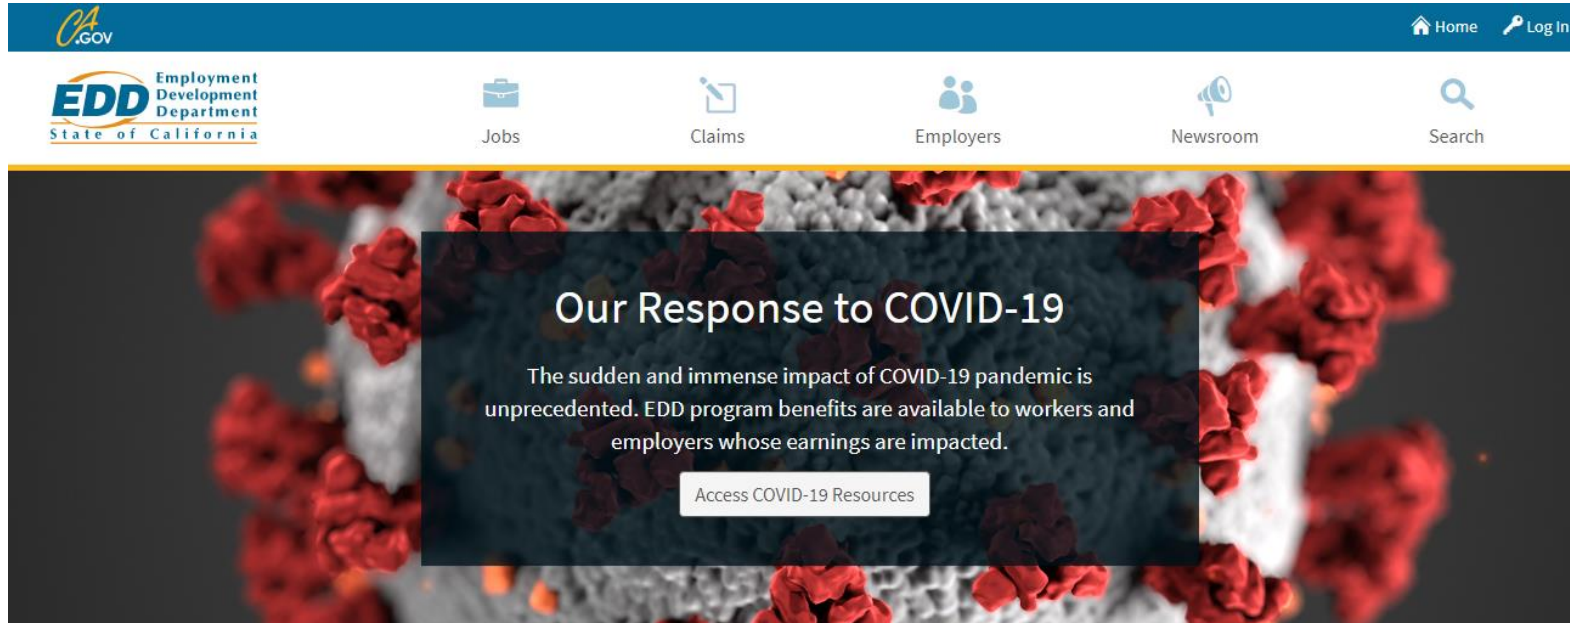 CA
.GOV
Home
Log In
EDD
Employment
Development
Department
State of California
Jobs
Claims
Employers
Newsroom
Search
Our Response to COVID-19
The sudden and immense impact of COVID-19 pandemic is
unprecedented. EDD program benefits are available to workers and
employers whose earnings are impacted.
Access COVID-19 Resources